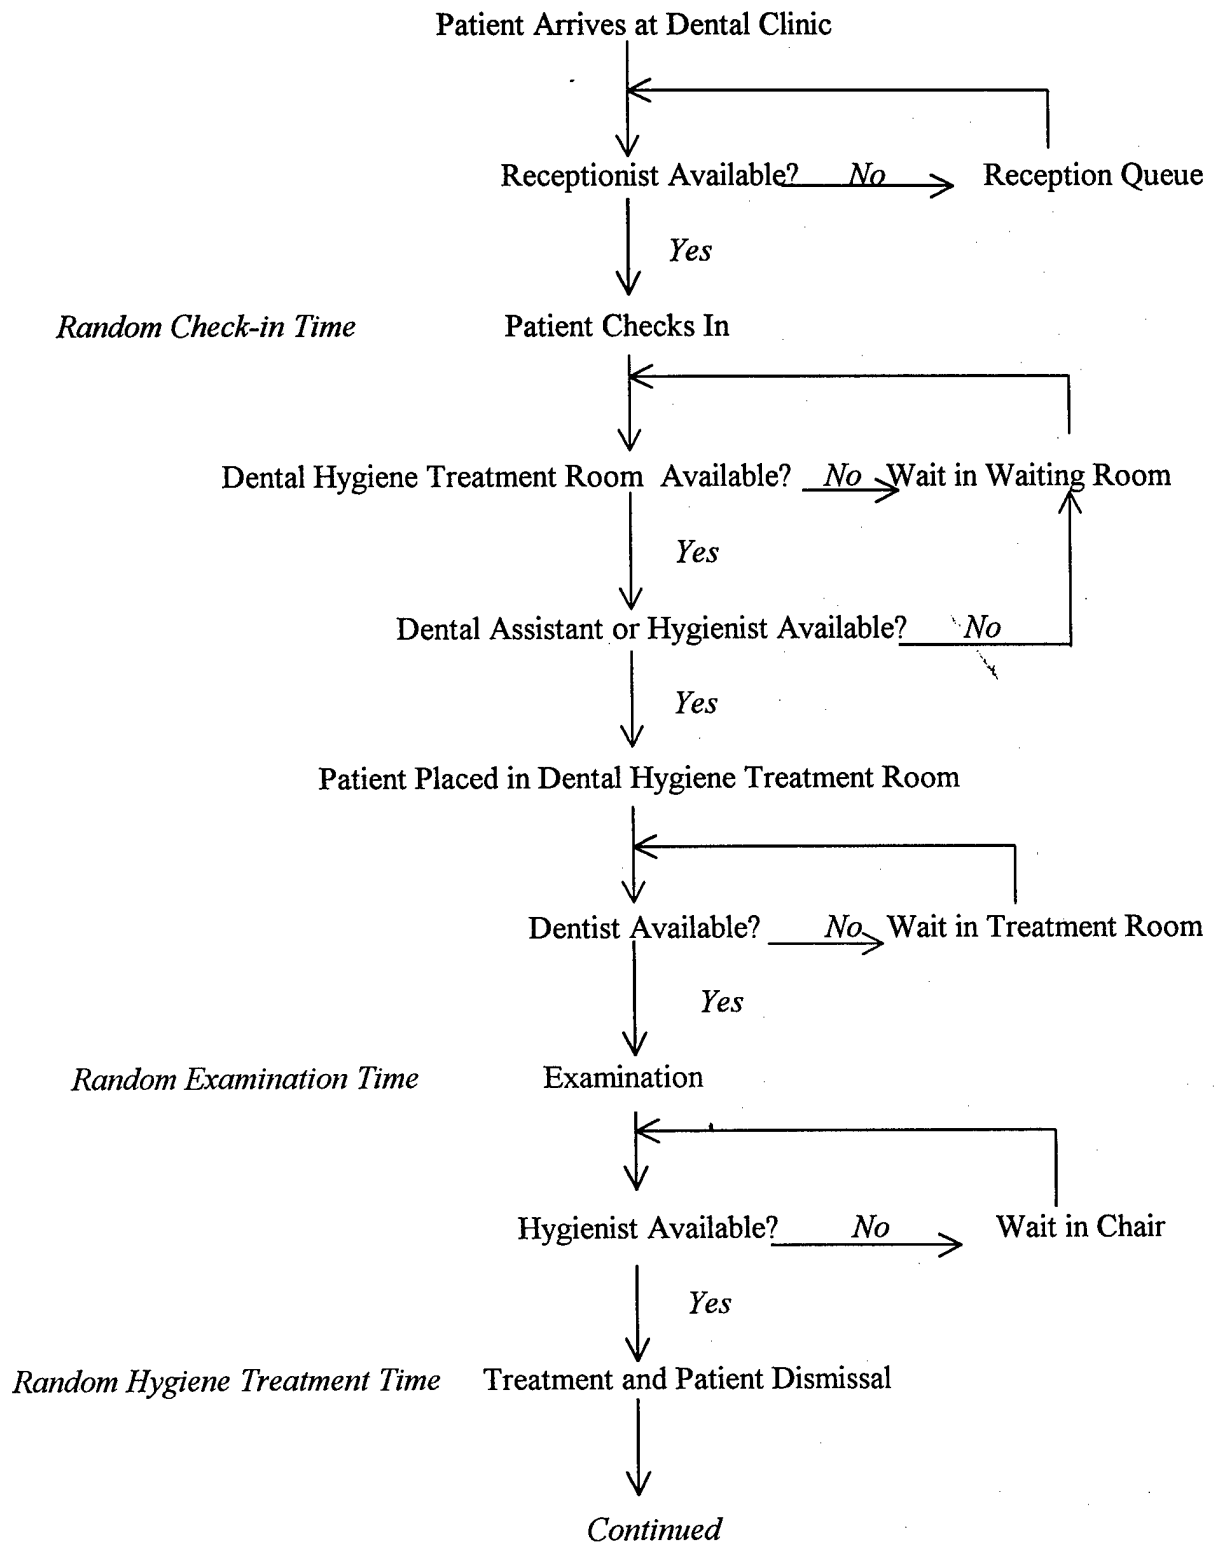 Patient Arrives at Dental Clinic
Receptionist Available? No Reception Queue
Yes
Random Check-in Time Patient Checks In
Dental Hygiene Treatment Room Available? No Wait in Waiting Room
Yes
Dental Assistant or Hygienist Available? No
Yes
Patient Placed in Dental Hygiene Treatment Room
Dentist Available? No Wait in Treatment Room
Yes
Random Examination Time Examination
Hygienist Available? No Wait in Chair
Yes
Random Hygiene Treatment Time Treatment and Patient Dismissal
Continued